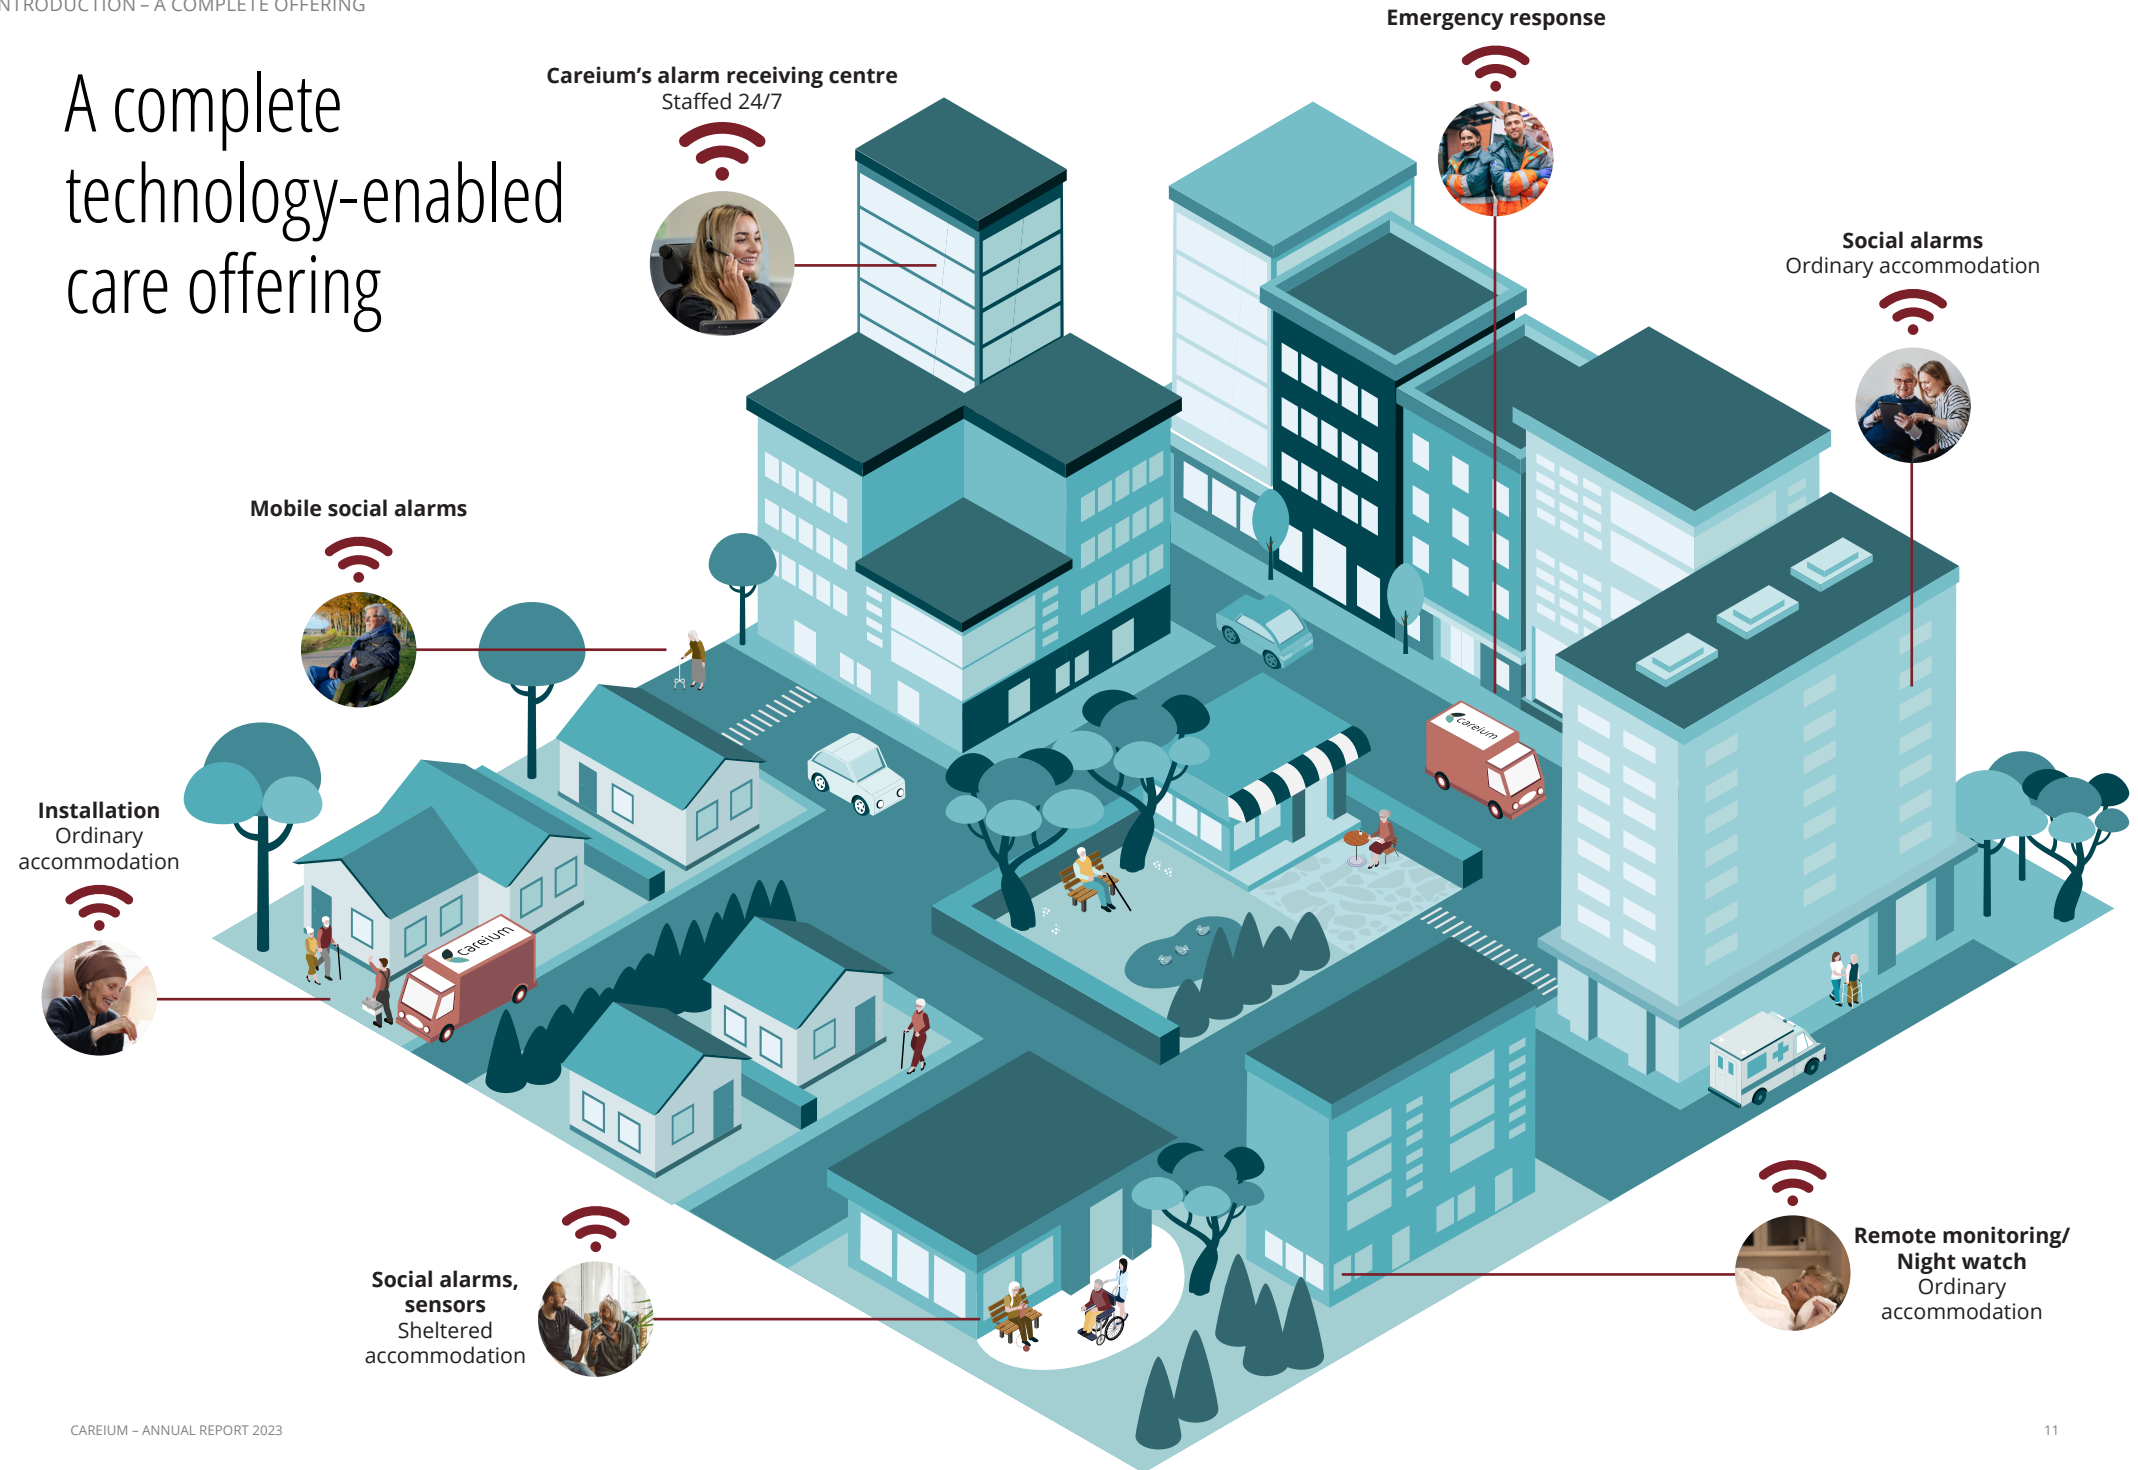 NTRODUCTION – A COMPLETE OFFERING
A complete
technology-enabled
care offering
Careium's alarm receiving centre
Staffed 24/7
Emergency response
Social alarms
Ordinary accommodation
Mobile social alarms
Installation
Ordinary
accommodation
careium
careium
Social alarms,
sensors
Sheltered
accommodation
Remote monitoring/
Night watch
Ordinary
accommodation
CAREIUM – ANNUAL REPORT 2023
11